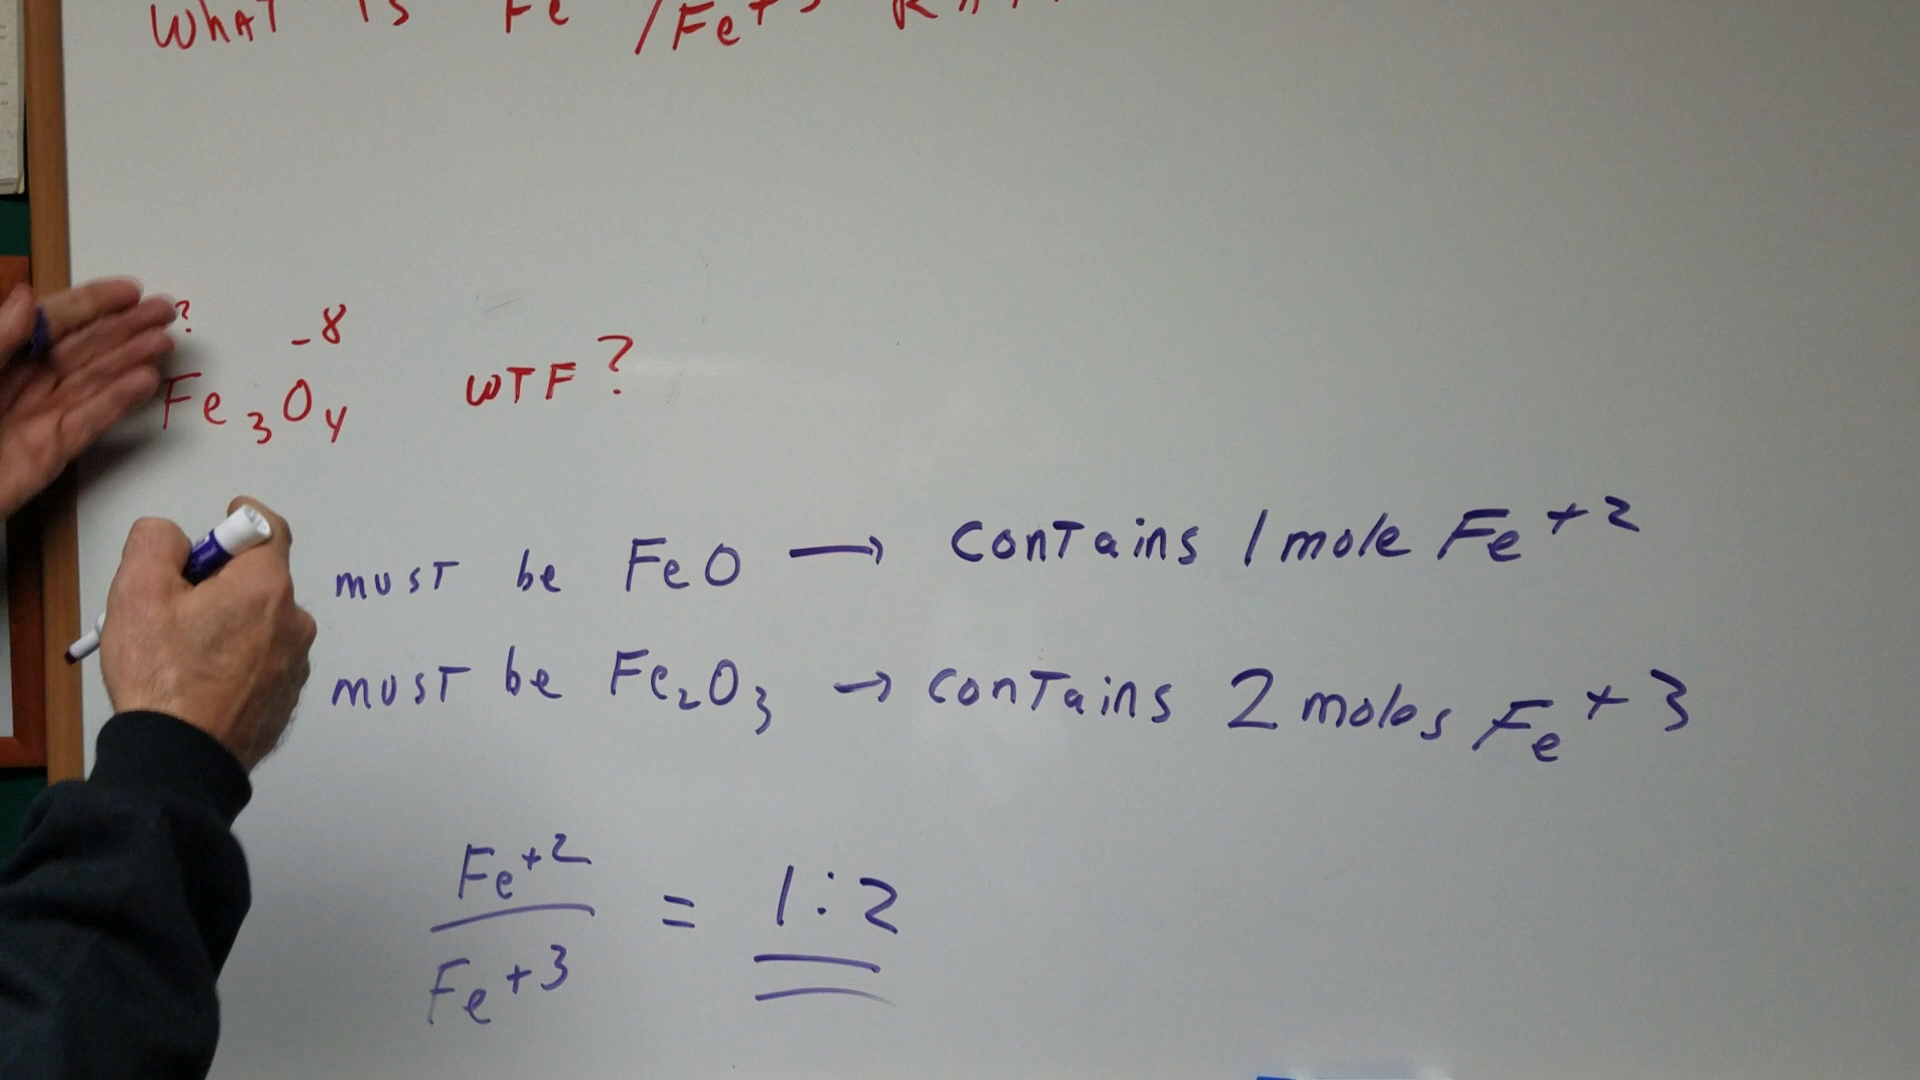 WHAT IS Fe /Fe+3
? -8
Fe3O4 WTF?
must be FeO → contains 1 mole Fe+2
must be Fe2O3 → contains 2 moles Fe+3
Fe+2
= 1:2
Fe+3